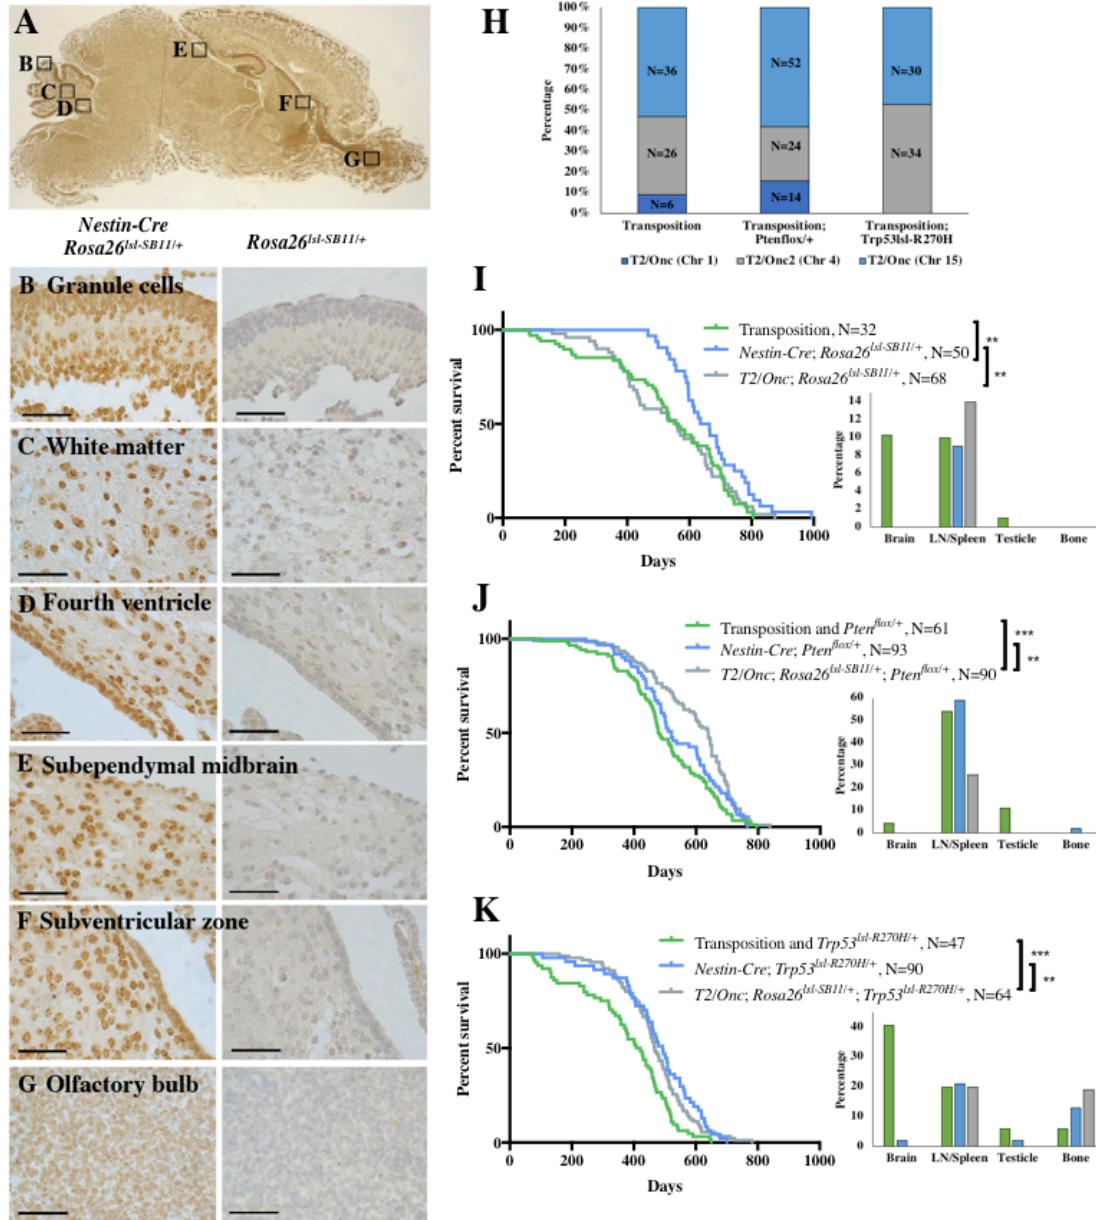 A
B
C
D
E
F
G
Nestin-Cre
Rosa26lsl-SB11/+
Rosa26lsl-SB11/+
B Granule cells
C White matter
D Fourth ventricle
E Subependymal midbrain
F Subventricular zone
G Olfactory bulb
H
Percentage
100%
90%
80%
70%
60%
50%
40%
30%
20%
10%
0%
N=36
N=52
N=30
N=26
N=24
N=34
N=6
N=14
Transposition
Transposition; Ptenflox/+
Transposition; Trp53lsl-R270H
T2/Onc (Chr 1) T2/Onc2 (Chr 4) T2/Onc (Chr 15)
I
Percent survival
100
50
0
0 200 400 600 800 1000
Days
Transposition, N=32
Nestin-Cre; Rosa26lsl-SB11/+, N=50
T2/Onc; Rosa26lsl-SB11/+, N=68
**
**
Percentage
14
12
10
8
6
4
2
0
Brain LN/Spleen Testicle Bone
J
Percent survival
100
50
0
0 200 400 600 800 1000
Days
Transposition and Ptenflox/+, N=61
Nestin-Cre; Ptenflox/+, N=93
T2/Onc; Rosa26lsl-SB11/+; Ptenflox/+, N=90
***
**
Percentage
60
50
40
30
20
10
0
Brain LN/Spleen Testicle Bone
K
Percent survival
100
50
0
0 200 400 600 800 1000
Days
Transposition and Trp53lsl-R270H/+, N=47
Nestin-Cre; Trp53lsl-R270H/+, N=90
T2/Onc; Rosa26lsl-SB11/+; Trp53lsl-R270H/+, N=64
***
**
Percentage
40
30
20
10
0
Brain LN/Spleen Testicle Bone